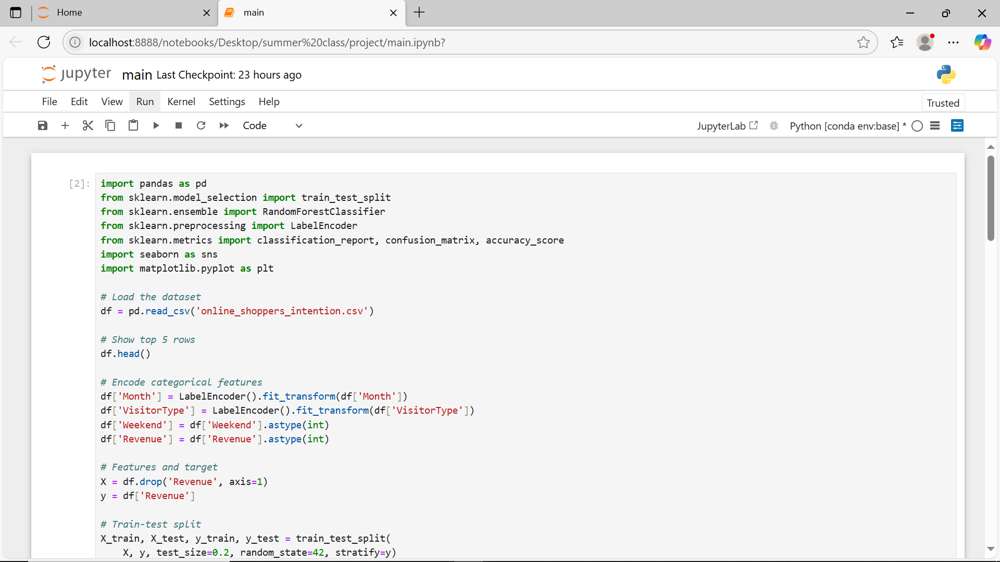 Home
main
localhost:8888/notebooks/Desktop/summer%20class/project/main.ipynb?
jupyter main Last Checkpoint: 23 hours ago
File Edit View Run Kernel Settings Help
Trusted
Code
JupyterLab
Python [conda env:base] *
[2]:
import pandas as pd
from sklearn.model_selection import train_test_split
from sklearn.ensemble import RandomForestClassifier
from sklearn.preprocessing import LabelEncoder
from sklearn.metrics import classification_report, confusion_matrix, accuracy_score
import seaborn as sns
import matplotlib.pyplot as plt
# Load the dataset
df = pd.read_csv('online_shoppers_intention.csv')
# Show top 5 rows
df.head()
# Encode categorical features
df['Month'] = LabelEncoder().fit_transform(df['Month'])
df['VisitorType'] = LabelEncoder().fit_transform(df['VisitorType'])
df['Weekend'] = df['Weekend'].astype(int)
df['Revenue'] = df['Revenue'].astype(int)
# Features and target
X = df.drop('Revenue', axis=1)
y = df['Revenue']
# Train-test split
X_train, X_test, y_train, y_test = train_test_split(
    X, y, test_size=0.2, random_state=42, stratify=y)